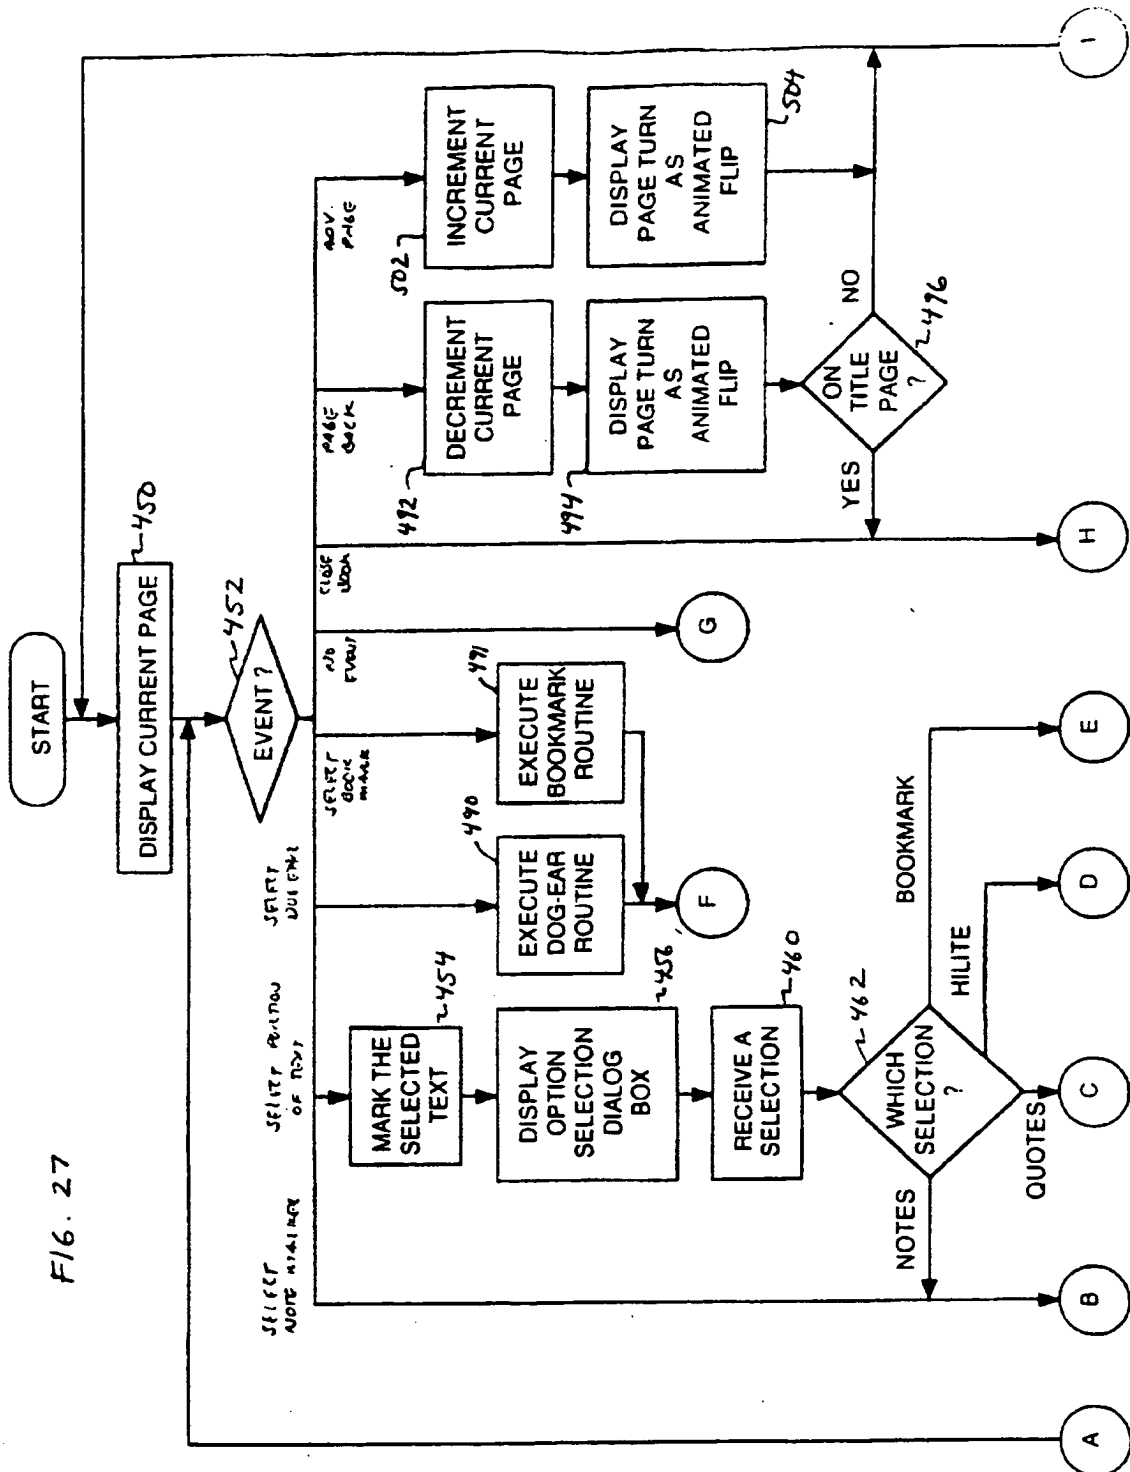 FIG. 27
START
DISPLAY CURRENT PAGE
450
EVENT ?
452
SELECT
NOTE MARKER
SELECT PORTION
OF TEXT
SELECT
DOG EAR
SELECT
BOOK
MARK
NO
EVENT
CLOSE
BOOK
PAGE
BACK
ADV.
PAGE
MARK THE
SELECTED
TEXT
454
DISPLAY
OPTION
SELECTION
DIALOG
BOX
456
RECEIVE A
SELECTION
460
WHICH
SELECTION
?
462
NOTES
QUOTES
HILITE
BOOKMARK
490
EXECUTE
DOG-EAR
ROUTINE
491
EXECUTE
BOOKMARK
ROUTINE
F
G
492
DECREMENT
CURRENT
PAGE
494
DISPLAY
PAGE TURN
AS
ANIMATED
FLIP
502
INCREMENT
CURRENT
PAGE
DISPLAY
PAGE TURN
AS
ANIMATED
FLIP
504
ON
TITLE
PAGE
?
496
YES
NO
A
B
C
D
E
H
I